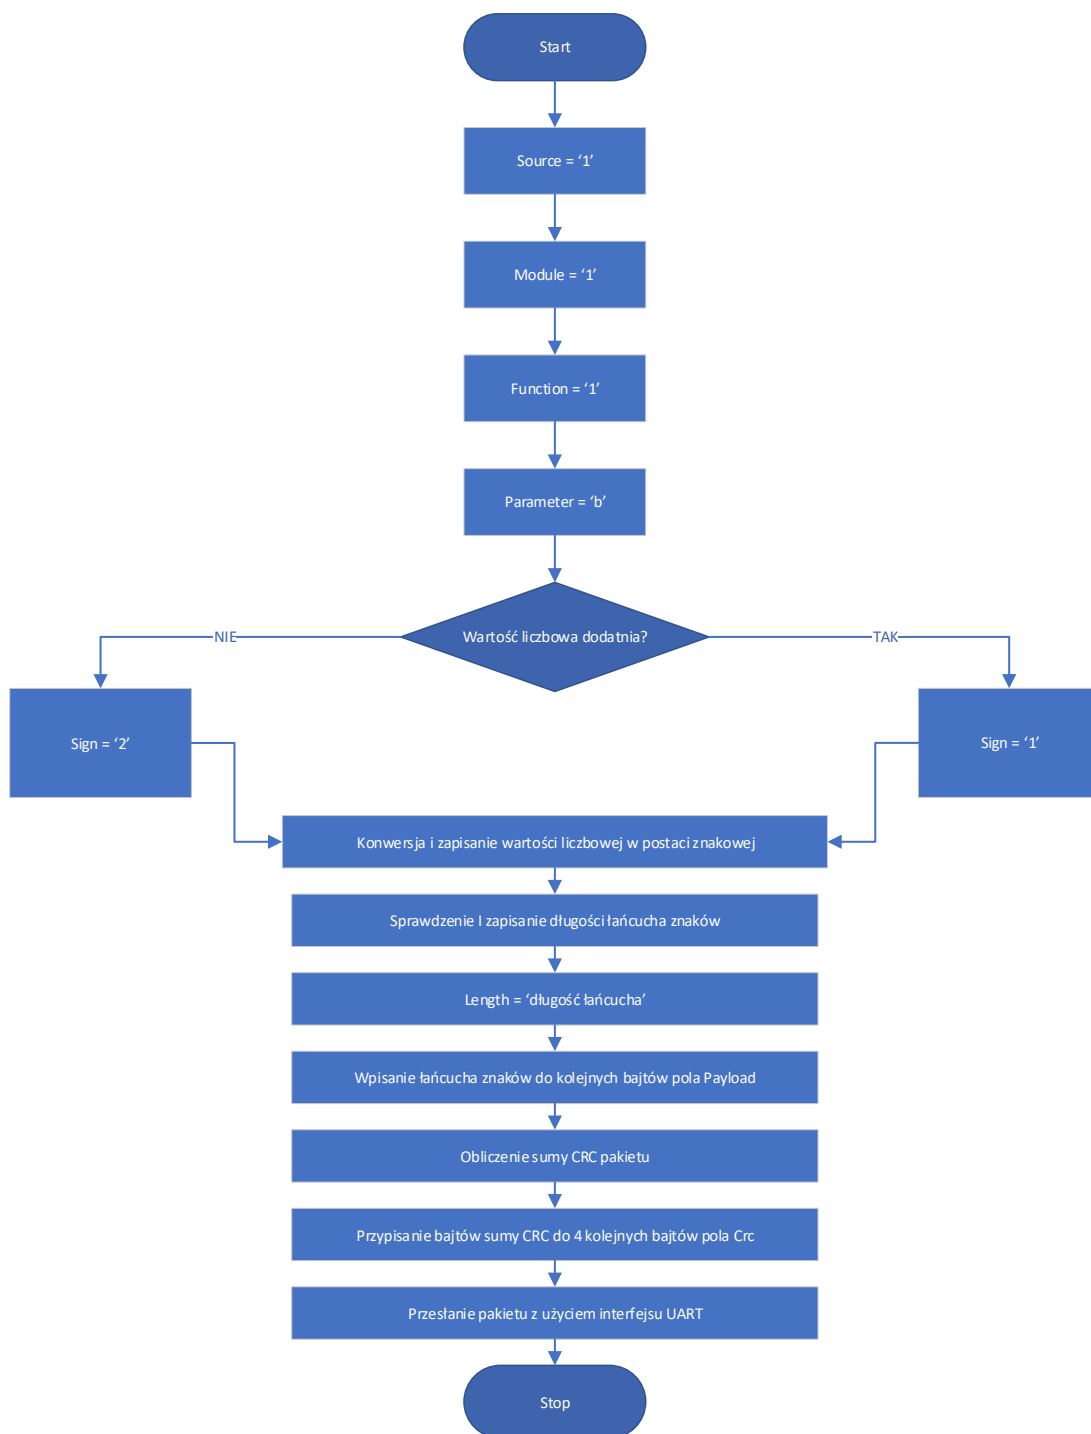 Start
Source = ‘1’
Module = ‘1’
Function = ‘1’
Parameter = ‘b’
Wartość liczbowa dodatnia?
NIE
TAK
Sign = ‘2’
Sign = ‘1’
Konwersja i zapisanie wartości liczbowej w postaci znakowej
Sprawdzenie I zapisanie długości łańcucha znaków
Length = ‘długość łańcucha’
Wpisanie łańcucha znaków do kolejnych bajtów pola Payload
Obliczenie sumy CRC pakietu
Przypisanie bajtów sumy CRC do 4 kolejnych bajtów pola Crc
Przesłanie pakietu z użyciem interfejsu UART
Stop